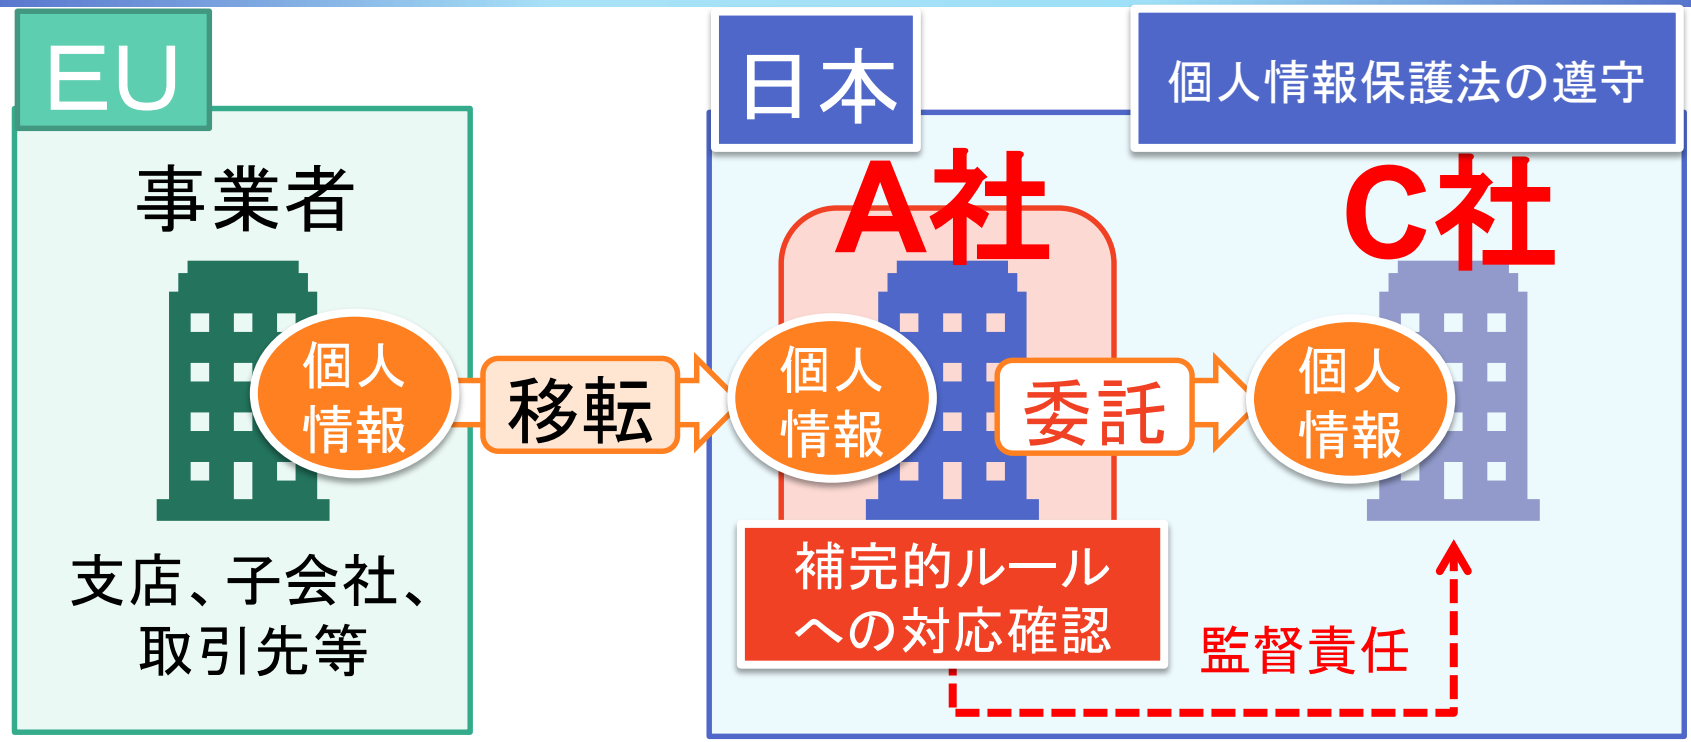 EU
事業者
個人
情報
支店、子会社、
取引先等
移転
日本
個人情報保護法の遵守
A社
個人
情報
委託
C社
個人
情報
補完的ルール
への対応確認
監督責任